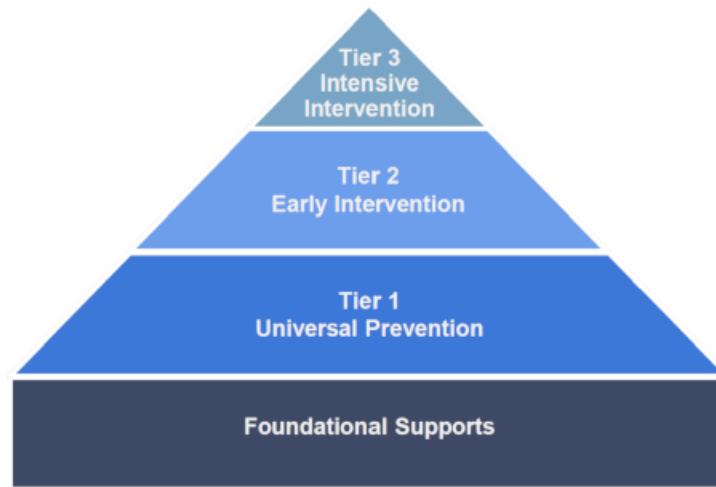 Tier 3
Intensive
Intervention
Tier 2
Early Intervention
Tier 1
Universal Prevention
Foundational Supports